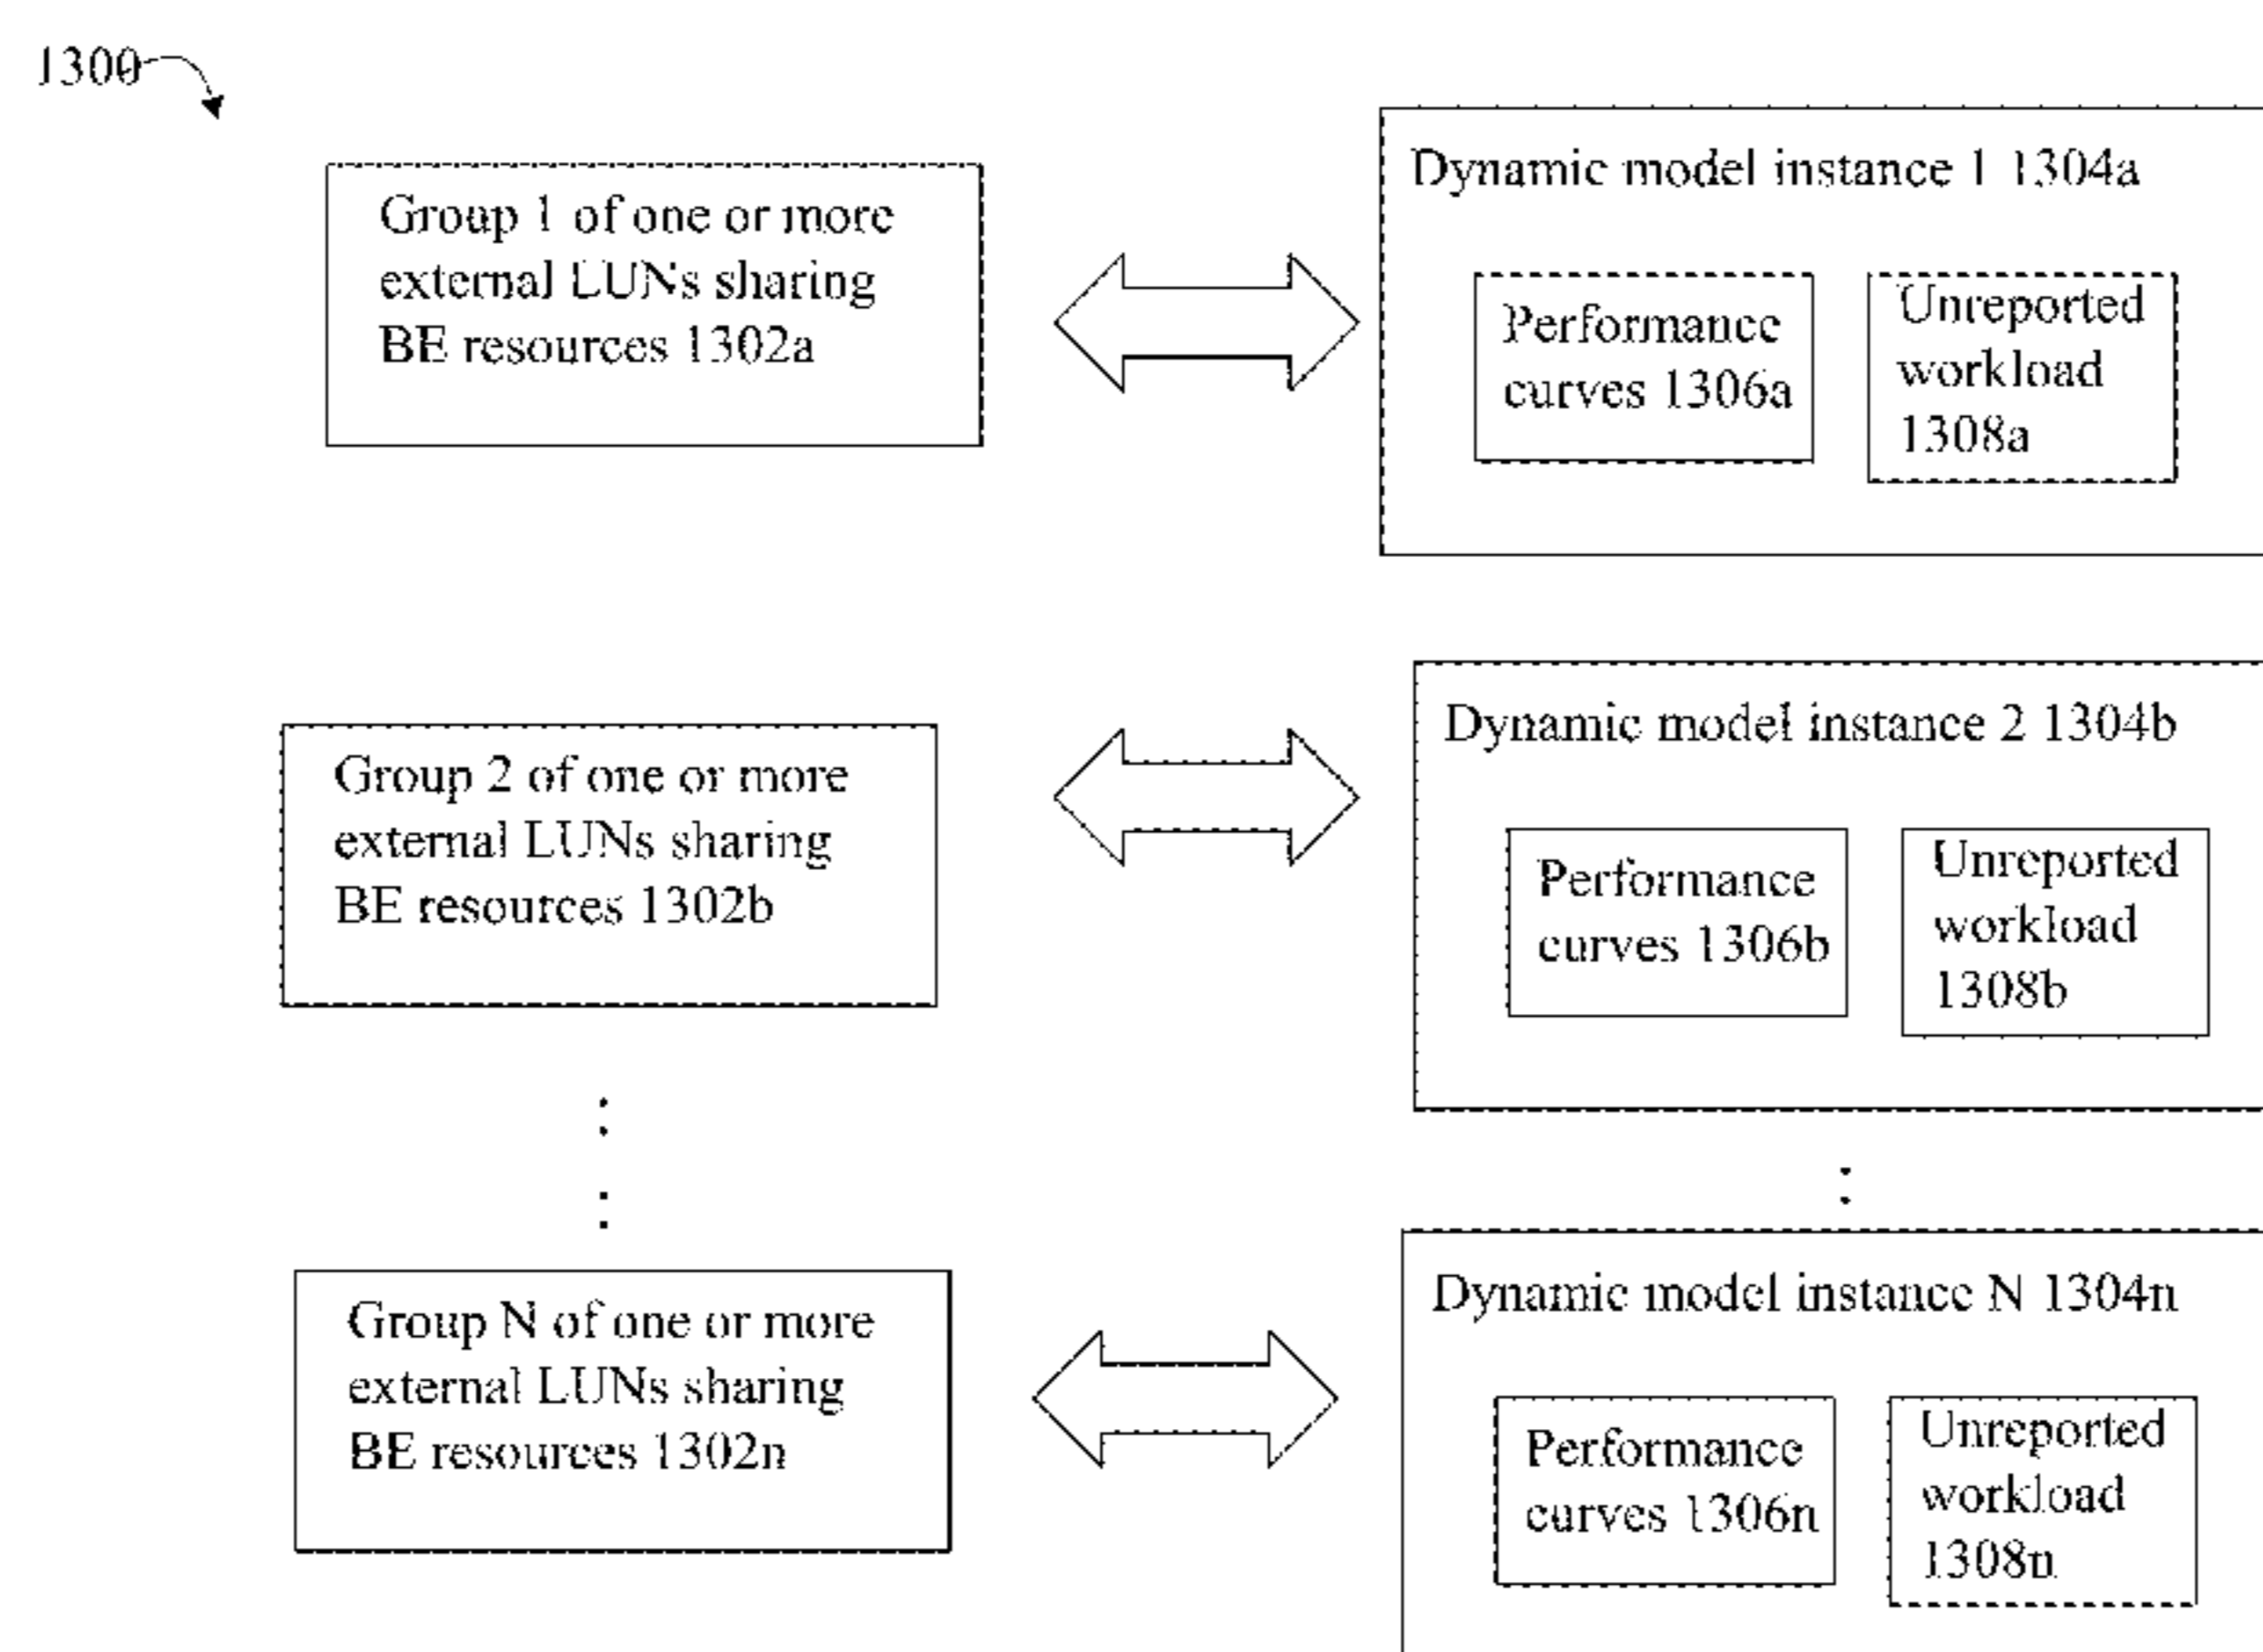 1300
Group 1 of one or more
external LUNs sharing
BE resources 1302a
Dynamic model instance 1 1304a
Performance
curves 1306a
Unreported
workload
1308a
Group 2 of one or more
external LUNs sharing
BE resources 1302b
Dynamic model instance 2 1304b
Performance
curves 1306b
Unreported
workload
1308b
Group N of one or more
external LUNs sharing
BE resources 1302n
Dynamic model instance N 1304n
Performance
curves 1306n
Unreported
workload
1308n